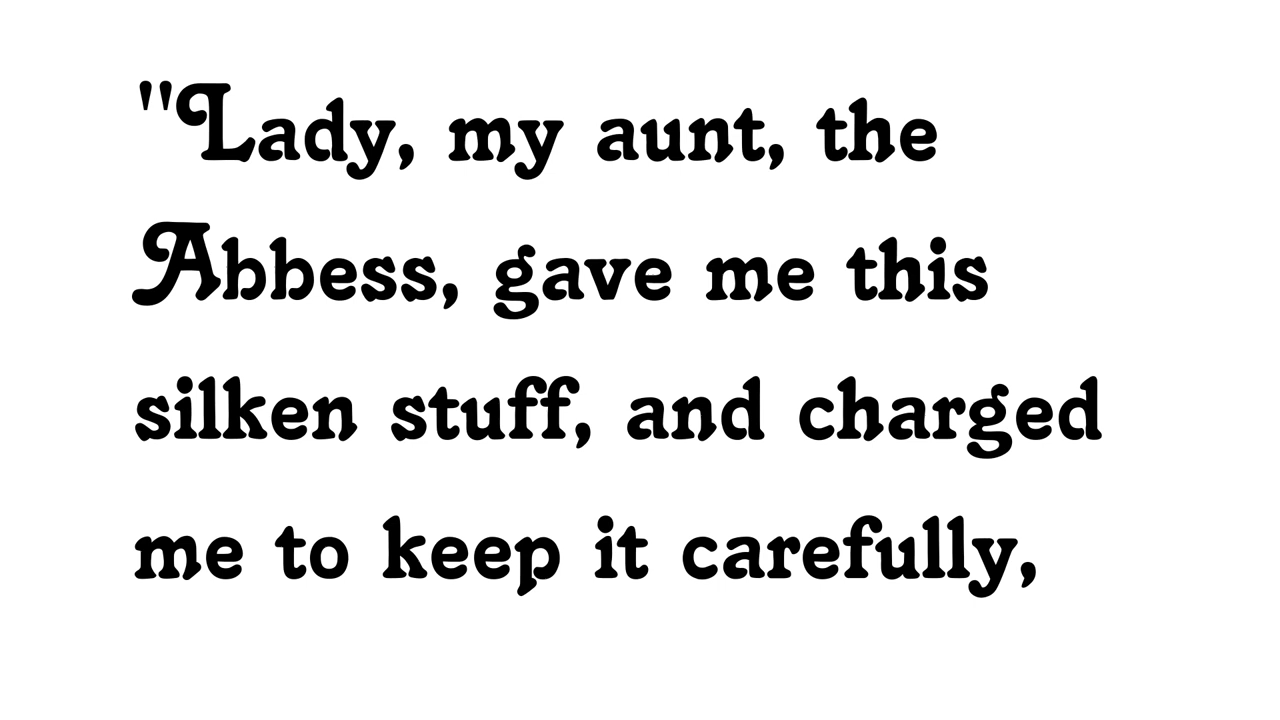 "Lady, my aunt, the
Abbess, gave me this
silken stuff, and charged
me to keep it carefully,